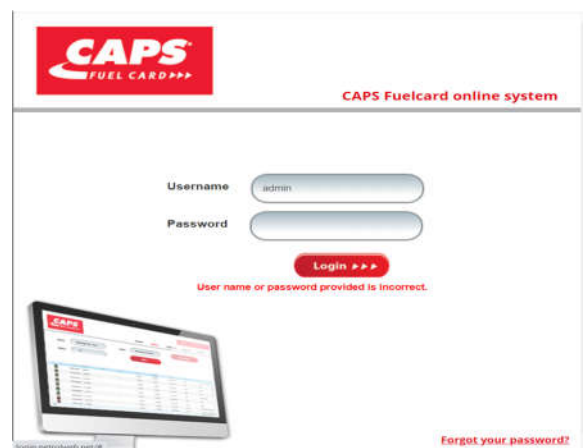 CAPS
FUEL CARD
CAPS Fuelcard online system
Username
admin
Password
Login
User name or password provided is incorrect.
CAPS
Forgot your password?